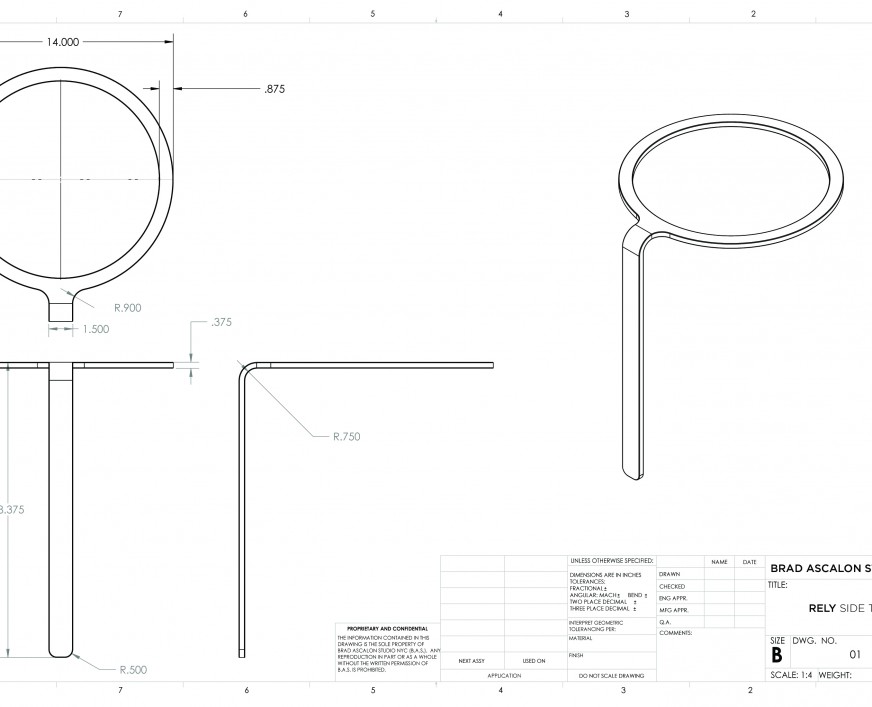 7
6
5
4
3
2
14.000
.875
R.900
1.500
.375
R.750
.375
R.500
UNLESS OTHERWISE SPECIFIED:
DIMENSIONS ARE IN INCHES
TOLERANCES:
FRACTIONAL±
ANGULAR: MACH± BEND ±
TWO PLACE DECIMAL ±
THREE PLACE DECIMAL ±
INTERPRET GEOMETRIC
TOLERANCING PER:
MATERIAL
FINISH
DO NOT SCALE DRAWING
NAME
DATE
DRAWN
CHECKED
ENG APPR.
MFG APPR.
Q.A.
COMMENTS:
BRAD ASCALON S
TITLE:
RELY SIDE T
SIZE
B
DWG. NO.
01
SCALE: 1:4 WEIGHT:
PROPRIETARY AND CONFIDENTIAL
THE INFORMATION CONTAINED IN THIS
DRAWING IS THE SOLE PROPERTY OF
BRAD ASCALON STUDIO NYC (B.A.S.). ANY
REPRODUCTION IN PART OR AS A WHOLE
WITHOUT THE WRITTEN PERMISSION OF
B.A.S. IS PROHIBITED.
NEXT ASSY
USED ON
APPLICATION
7
6
5
4
3
2